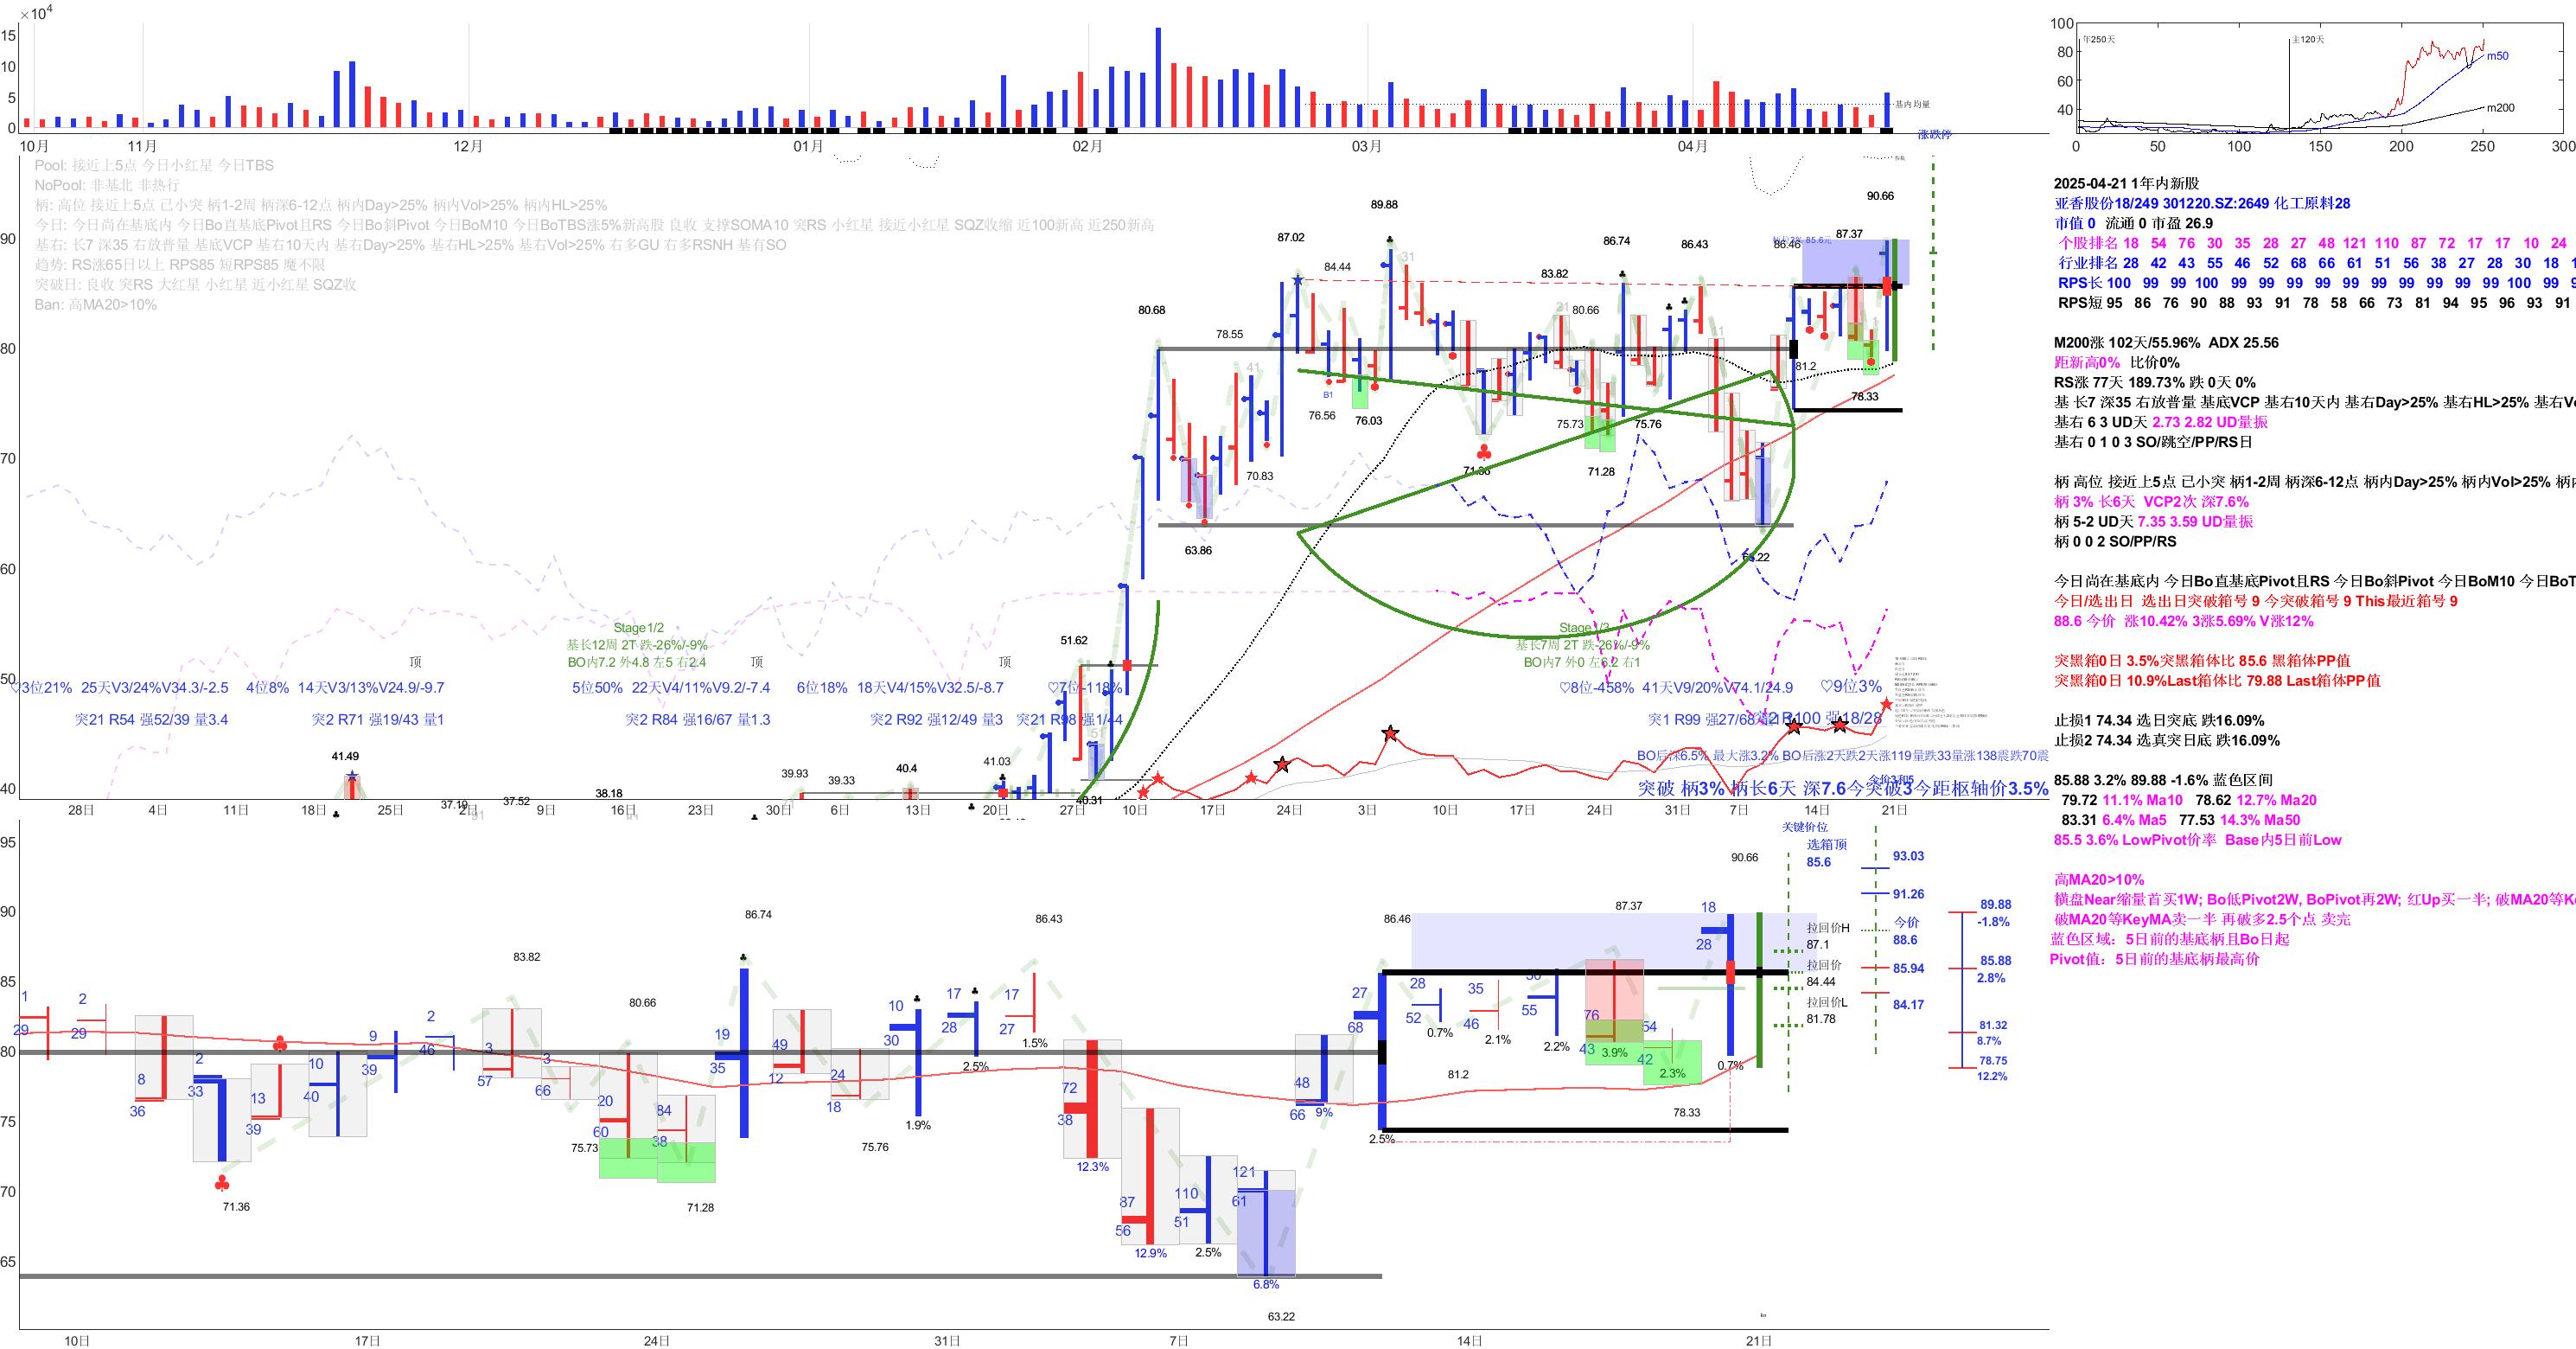 ×10⁴
15
10
5
0
10月 11月 12月 01月 02月 03月 04月
基内均量
涨跌停
100
80
60
40
年250天
主120天
m50
m200
0 50 100 150 200 250 300
Pool: 接近上5点 今日小红星 今日TBS
NoPool: 非基北 非热行
柄: 高位 接近上5点 已小突 柄1-2周 柄深6-12点 柄内Day>25% 柄内Vol>25% 柄内HL>25%
今日: 今日尚在基底内 今日Bo直基底Pivot且RS 今日Bo斜Pivot 今日BoM10 今日BoTBS涨5%新高股 良收 支撑SOMA10 突RS 小红星 接近小红星 SQZ收缩 近100新高 近250新高
基右: 长7 深35 右放普量 基底VCP 基右10天内 基右Day>25% 基右HL>25% 基右Vol>25% 右多GU 右多RSNH 基有SO
趋势: RS涨65日以上 RPS85 短RPS85 魔不限
突破日: 良收 突RS 大红星 小红星 近小红星 SQZ收
Ban: 高MA20>10%
90
80
70
60
50
40
80.68
78.55
87.02
84.44
89.88
83.82
80.66
86.74
86.43
86.46
85.6元
87.37
90.66
41
31
21
B1
76.56
76.03
75.73
75.76
81.2
78.33
70.83
71.36
71.28
63.86
63.22
51.62
Stage1/2
基长12周 2T 跌-26%/-9%
BO内7.2 外4.8 左5 右2.4
Stage1/3
基长7周 2T 跌-26%/-9%
BO内7 外0 左6.2 右1
顶 顶 顶
♡3位21% 25天V3/24%V34.3/-2.5
4位8% 14天V3/13%V24.9/-9.7
5位50% 22天V4/11%V9.2/-7.4
6位18% 18天V4/15%V32.5/-8.7
♡7位-118%
♡8位-458% 41天V9/20%V74.1/24.9
♡9位3%
突21 R54 强52/39 量3.4
突2 R71 强19/43 量1
突2 R84 强16/67 量1.3
突2 R92 强12/49 量3
突21 R98 强1/44
突1 R99 强27/68
突2 R100 强18/28
BO后深6.5% 最大涨3.2% BO后涨2天跌2天涨119量跌33量涨138震跌70震
突破 柄3% 柄长6天 深7.6今突破3今距枢轴价3.5%
41.49
37.19
37.52
38.18
39.93
39.33
40.4
41.03
40.31
28日 4日 11日 18日 25日 2日 9日 16日 23日 30日 6日 13日 20日 27日 10日 17日 24日 3日 10日 17日 24日 31日 7日 14日 21日
95
90
85
80
75
70
65
1
29
2
29
8
36
2
33
13
39
10
40
9
39
2
46
3
57
3
66
20
60
84
38
19
35
49
12
24
18
10
30
17
28
17
27
72
38
87
56
110
51
121
61
48
66
27
68
28
52
35
46
55
76
43
54
42
18
28
71.36
83.82
75.73
80.66
71.28
86.74
75.76
1.9%
2.5%
86.43
1.5%
12.3%
12.9%
2.5%
6.8%
63.22
9%
86.46
2.5%
0.7%
81.2
2.1%
2.2%
87.37
3.9%
2.3%
78.33
0.7%
90.66
关键价位
选箱顶
85.6
拉回价H
87.1
拉回价
84.44
拉回价L
81.78
93.03
91.26
今价
88.6
85.94
84.17
89.88
-1.8%
85.88
2.8%
81.32
8.7%
78.75
12.2%
10日 17日 24日 31日 7日 14日 21日
2025-04-21 1年内新股
亚香股份18/249 301220.SZ:2649 化工原料28
市值 0 流通 0 市盈 26.9
个股排名 18 54 76 30 35 28 27 48 121 110 87 72 17 17 10 24
行业排名 28 42 43 55 46 52 68 66 61 51 56 38 27 28 30 18 1
RPS长 100 99 99 100 99 99 99 99 99 99 99 99 99 100 99 9
RPS短 95 86 76 90 88 93 91 78 58 66 73 81 94 95 96 93 91
M200涨 102天/55.96% ADX 25.56
距新高0% 比价0%
RS涨 77天 189.73% 跌 0天 0%
基 长7 深35 右放普量 基底VCP 基右10天内 基右Day>25% 基右HL>25% 基右Vo
基右 6 3 UD天 2.73 2.82 UD量振
基右 0 1 0 3 SO/跳空/PP/RS日
柄 高位 接近上5点 已小突 柄1-2周 柄深6-12点 柄内Day>25% 柄内Vol>25% 柄内
柄 3% 长6天 VCP2次 深7.6%
柄 5-2 UD天 7.35 3.59 UD量振
柄 0 0 2 SO/PP/RS
今日尚在基底内 今日Bo直基底Pivot且RS 今日Bo斜Pivot 今日BoM10 今日BoT
今日/选出日 选出日突破箱号 9 今突破箱号 9 This最近箱号 9
88.6 今价 涨10.42% 3涨5.69% V涨12%
突黑箱0日 3.5%突黑箱体比 85.6 黑箱体PP值
突黑箱0日 10.9%Last箱体比 79.88 Last箱体PP值
止损1 74.34 选日突底 跌16.09%
止损2 74.34 选真突日底 跌16.09%
85.88 3.2% 89.88 -1.6% 蓝色区间
79.72 11.1% Ma10 78.62 12.7% Ma20
83.31 6.4% Ma5 77.53 14.3% Ma50
85.5 3.6% LowPivot价率 Base内5日前Low
高MA20>10%
横盘Near缩量首买1W; Bo低Pivot2W, BoPivot再2W; 红Up买一半; 破MA20等K
破MA20等KeyMA卖一半 再破多2.5个点 卖完
蓝色区域：5日前的基底柄且Bo日起
Pivot值：5日前的基底柄最高价